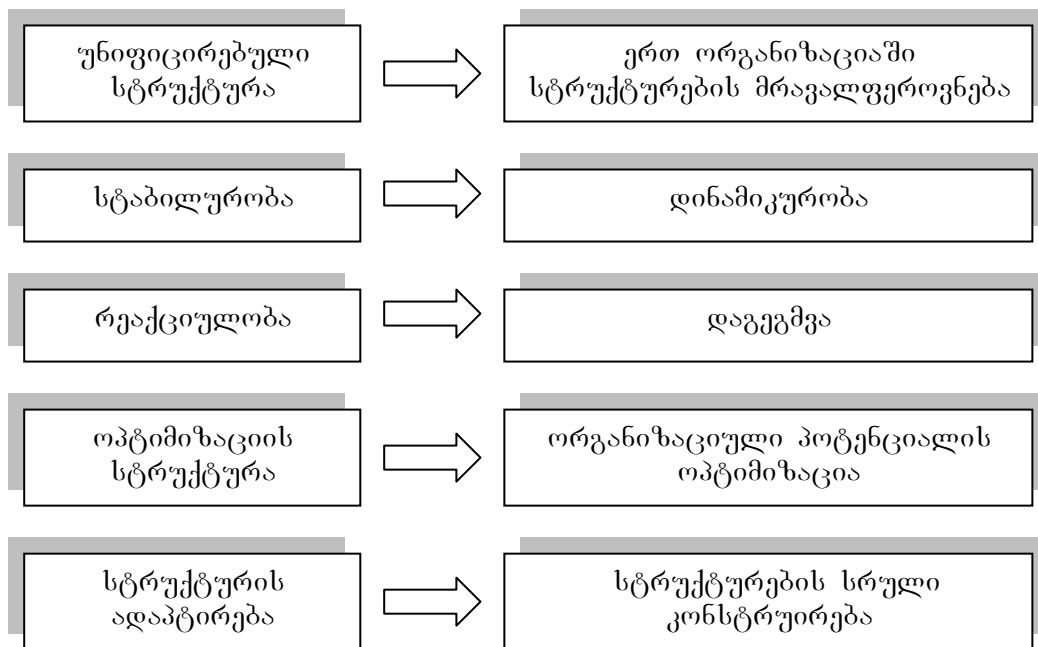 უნიფიცირებული
სტრუქტურა
ერთ ორგანიზაციაში
სტრუქტურების მრავალფეროვნება
სტაბილურობა
დინამიკურობა
რეაქციულობა
დაგეგმვა
ოპტიმიზაციის
სტრუქტურა
ორგანიზაციული პოტენციალის
ოპტიმიზაცია
სტრუქტურის
ადაპტირება
სტრუქტურების სრული
კონსტრუირება